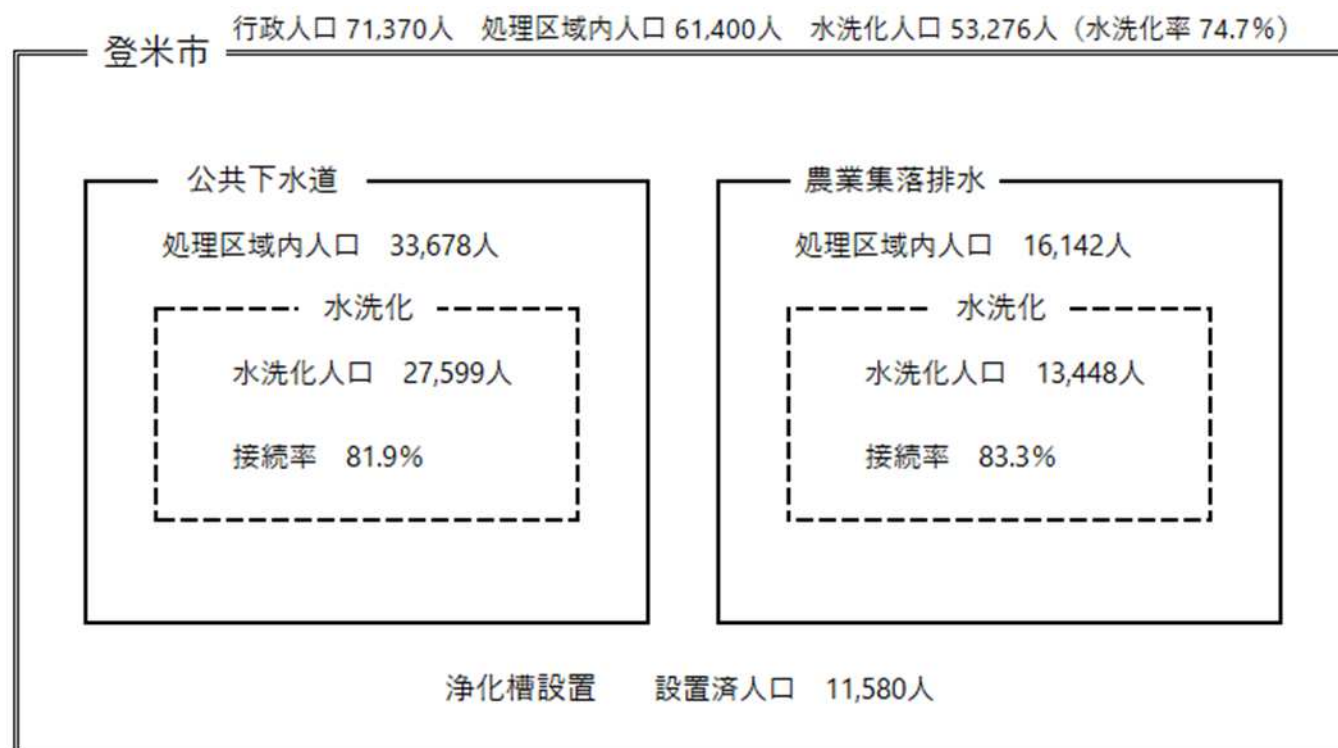 行政人口 71,370人　処理区域内人口 61,400人　水洗化人口 53,276人（水洗化率 74.7%）
登米市
公共下水道
処理区域内人口　33,678人
水洗化
水洗化人口　27,599人
接続率　81.9%
農業集落排水
処理区域内人口　16,142人
水洗化
水洗化人口　13,448人
接続率　83.3%
浄化槽設置　　設置済人口　11,580人